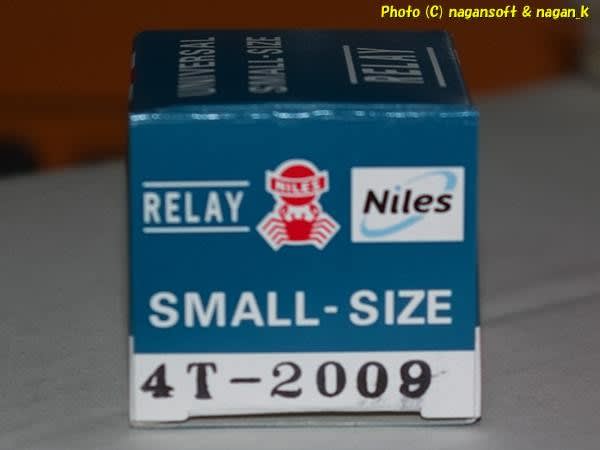 Photo (C) nagansoft & nagan_k
UNIVERSAL
SMALL-SIZE
RELAY
RELAY
NILES
Niles
SMALL-SIZE
4T-2009